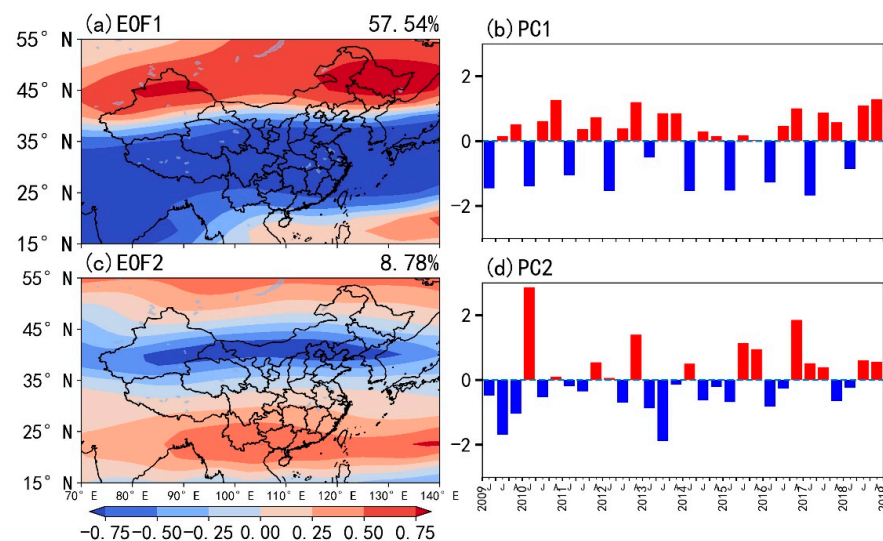 (a)EOF1 57.54% (b)PC1
55° N
45° N
35° N
25° N
15° N
2
0
-2
(c)EOF2 8.78% (d)PC2
55° N
45° N
35° N
25° N
15° N
2
0
-2
70° E 80° E 90° E 100° E 110° E 120° E 130° E 140° E
2009 2010 2011 2012 2013 2014 2015 2016 2017 2018
-0.75 -0.50 -0.25 0.00 0.25 0.50 0.75